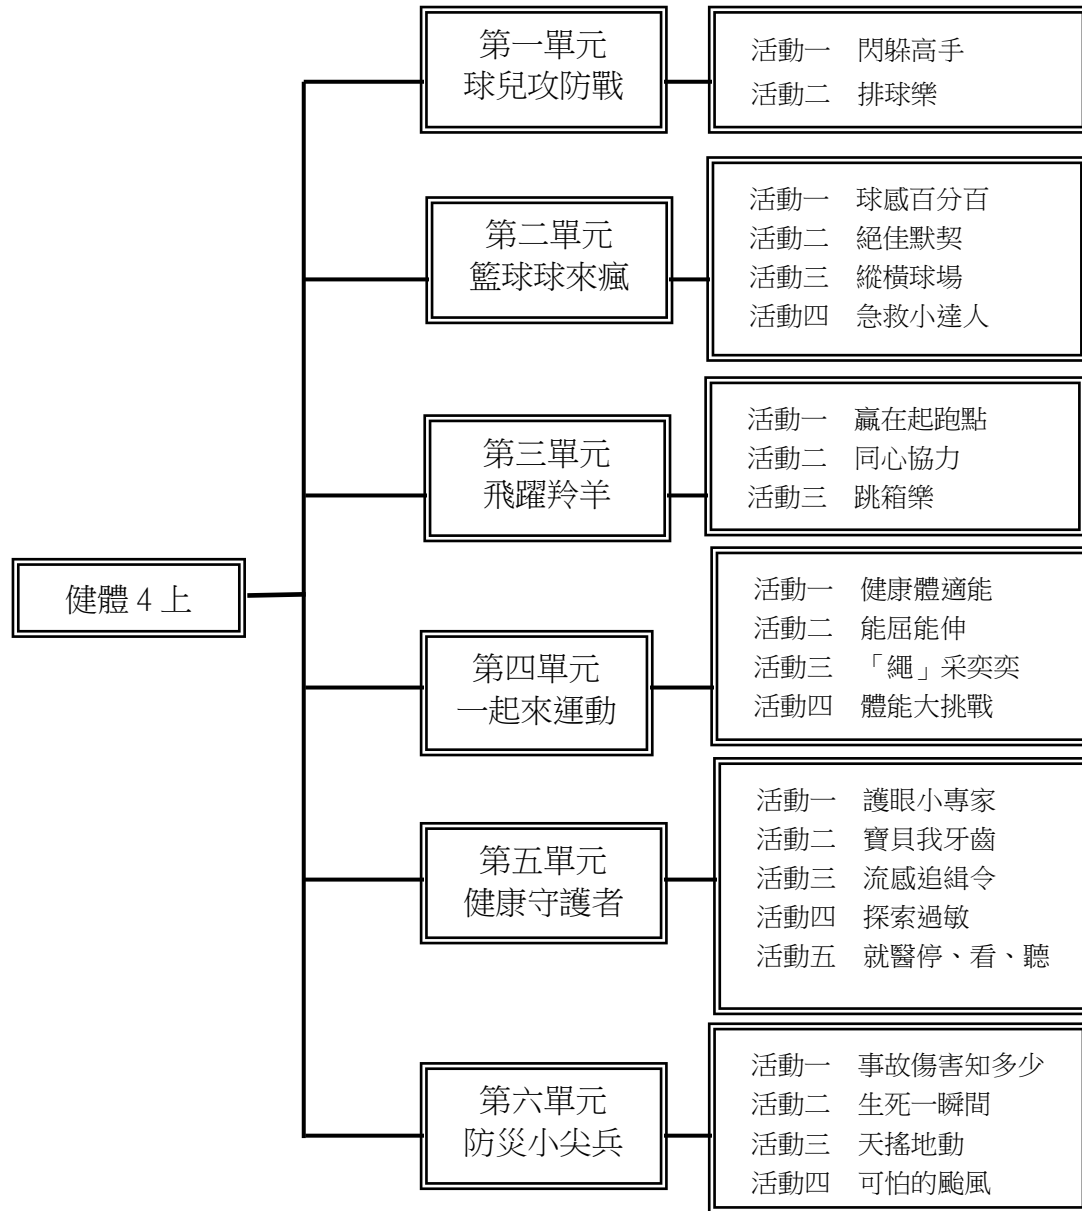 健體4上
第一單元
球兒攻防戰
活動一　閃躲高手
活動二　排球樂
第二單元
籃球球來瘋
活動一　球感百分百
活動二　絕佳默契
活動三　縱橫球場
活動四　急救小達人
第三單元
飛躍羚羊
活動一　贏在起跑點
活動二　同心協力
活動三　跳箱樂
第四單元
一起來運動
活動一　健康體適能
活動二　能屈能伸
活動三　「繩」采奕奕
活動四　體能大挑戰
第五單元
健康守護者
活動一　護眼小專家
活動二　寶貝我牙齒
活動三　流感追緝令
活動四　探索過敏
活動五　就醫停、看、聽
第六單元
防災小尖兵
活動一　事故傷害知多少
活動二　生死一瞬間
活動三　天搖地動
活動四　可怕的颱風